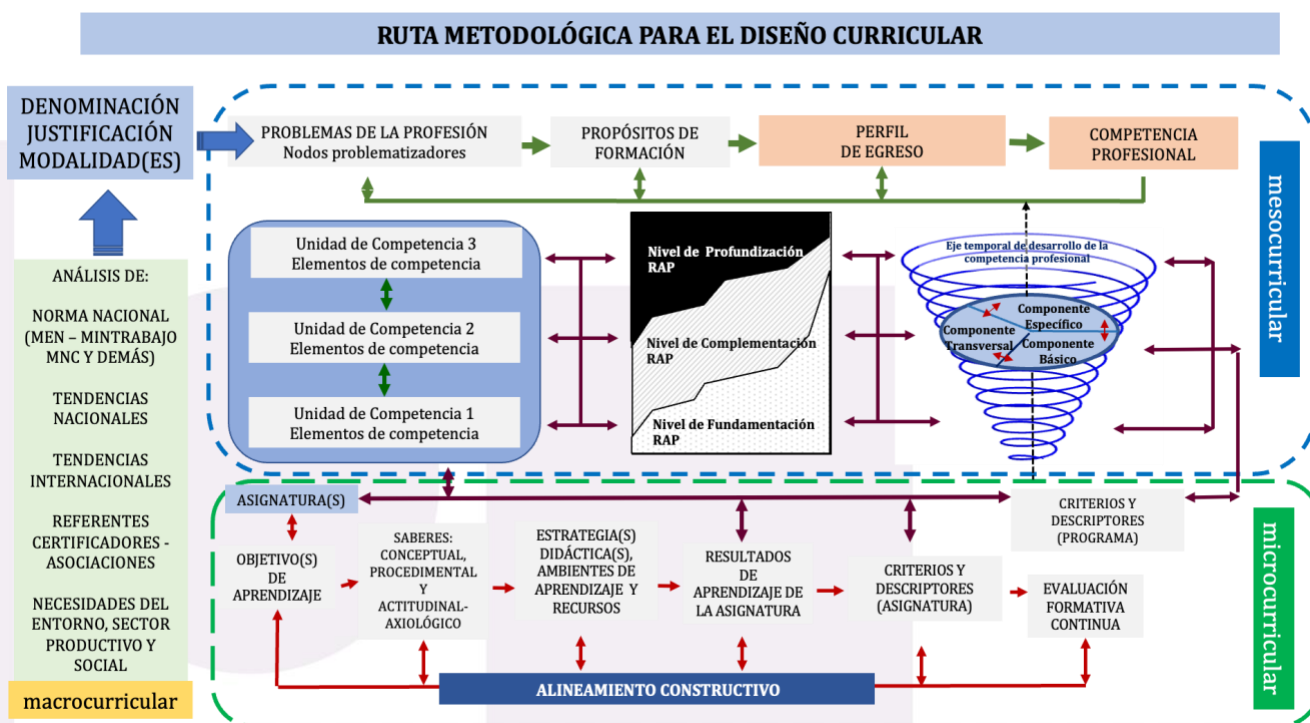 RUTA METODOLÓGICA PARA EL DISEÑO CURRICULAR
DENOMINACIÓN
JUSTIFICACIÓN
MODALIDAD(ES)
PROBLEMAS DE LA PROFESIÓN
Nodos problematizadores
PROPÓSITOS DE
FORMACIÓN
PERFIL
DE EGRESO
COMPETENCIA
PROFESIONAL
mesocurricular
Unidad de Competencia 3
Elementos de competencia
Unidad de Competencia 2
Elementos de competencia
Unidad de Competencia 1
Elementos de competencia
Nivel de Profundización
RAP
Nivel de Complementación
RAP
Nivel de Fundamentación
RAP
Eje temporal de desarrollo de la
competencia profesional
Componente
Específico
Componente
Transversal
Componente
Básico
ANÁLISIS DE:
NORMA NACIONAL
(MEN – MINTRABAJO
MNC Y DEMÁS)
TENDENCIAS
NACIONALES
TENDENCIAS
INTERNACIONALES
REFERENTES
CERTIFICADORES -
ASOCIACIONES
NECESIDADES DEL
ENTORNO, SECTOR
PRODUCTIVO Y
SOCIAL
macrocurricular
ASIGNATURA(S)
CRITERIOS Y
DESCRIPTORES
(PROGRAMA)
OBJETIVO(S)
DE
APRENDIZAJE
SABERES:
CONCEPTUAL,
PROCEDIMENTAL
Y
ACTITUDINAL-
AXIOLÓGICO
ESTRATEGIA(S)
DIDÁCTICA(S),
AMBIENTES DE
APRENDIZAJE Y
RECURSOS
RESULTADOS
DE
APRENDIZAJE DE
LA ASIGNATURA
CRITERIOS Y
DESCRIPTORES
(ASIGNATURA)
EVALUACIÓN
FORMATIVA
CONTINUA
microcurricular
ALINEAMIENTO CONSTRUCTIVO